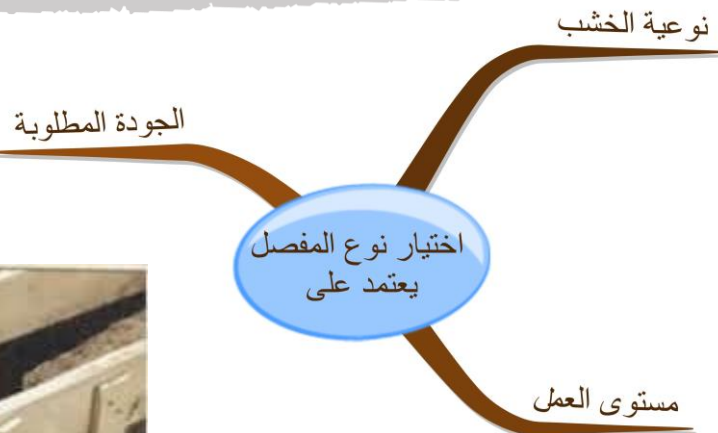 نوعية الخشب
الجودة المطلوبة
اختيار نوع المفصل
يعتمد على
مستوى العمل